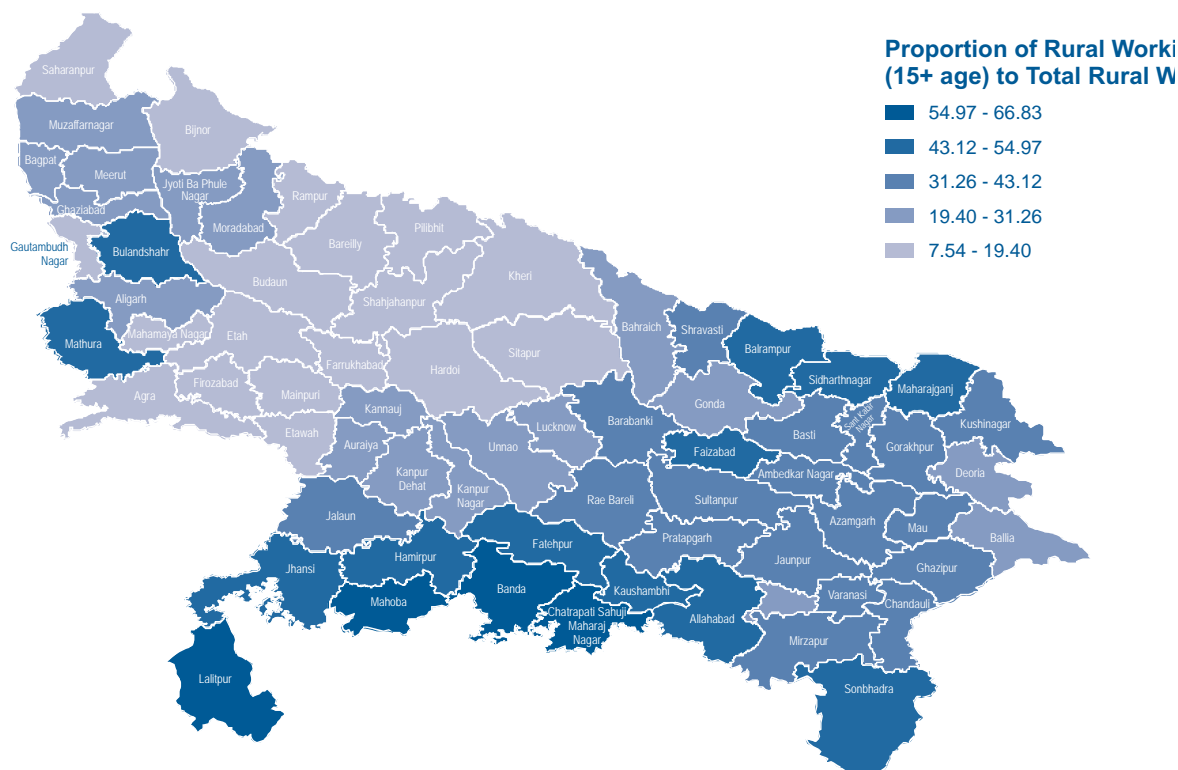 Proportion of Rural Worki
(15+ age) to Total Rural W
54.97 - 66.83
43.12 - 54.97
31.26 - 43.12
19.40 - 31.26
7.54 - 19.40
Saharanpur
Muzaffarnagar
Bijnor
Bagpat
Meerut
Jyoti Ba Phule
Nagar
Rampur
Ghaziabad
Moradabad
Gautambudh
Nagar
Bulandshahr
Bareilly
Pilibhit
Budaun
Kheri
Aligarh
Shahjahanpur
Mathura
Mahamaya Nagar
Etah
Bahraich
Shravasti
Balrampur
Farrukhabad
Hardoi
Sitapur
Sidharthnagar
Maharajganj
Agra
Firozabad
Mainpuri
Kannauj
Gonda
Sant Kabir
Nagar
Kushinagar
Etawah
Auraiya
Unnao
Lucknow
Barabanki
Basti
Gorakhpur
Faizabad
Deoria
Kanpur
Dehat
Kanpur
Nagar
Ambedkar Nagar
Rae Bareli
Sultanpur
Jalaun
Azamgarh
Mau
Pratapgarh
Ballia
Jhansi
Hamirpur
Fatehpur
Jaunpur
Ghazipur
Mahoba
Banda
Kaushambhi
Varanasi
Chandauli
Chatrapati Sahuji
Maharaj
Nagar
Allahabad
Mirzapur
Lalitpur
Sonbhadra